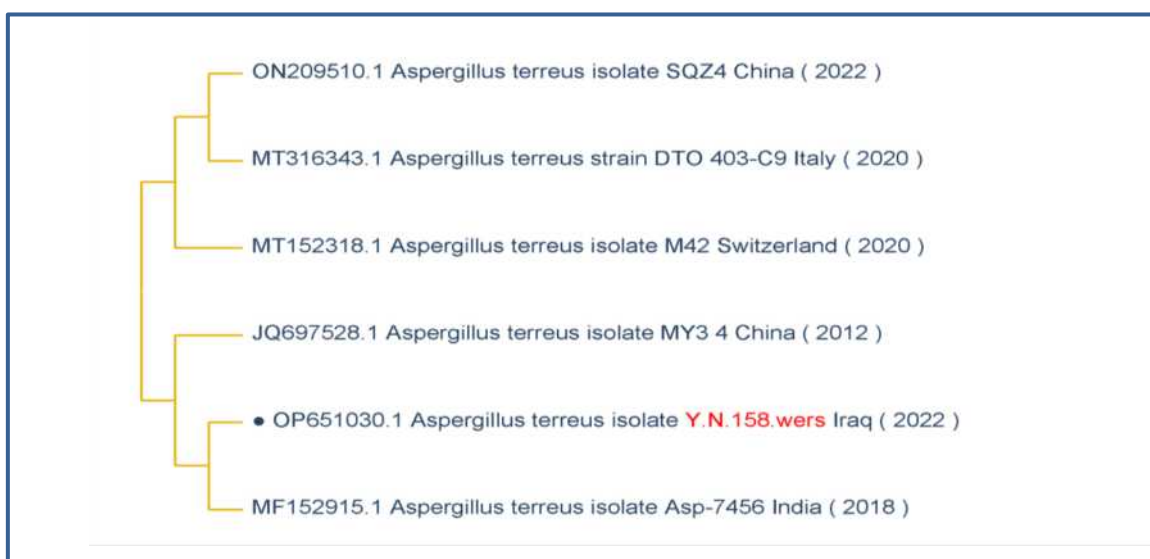 ON209510.1 Aspergillus terreus isolate SQZ4 China ( 2022 )
MT316343.1 Aspergillus terreus strain DTO 403-C9 Italy ( 2020 )
MT152318.1 Aspergillus terreus isolate M42 Switzerland ( 2020 )
JQ697528.1 Aspergillus terreus isolate MY3 4 China ( 2012 )
● OP651030.1 Aspergillus terreus isolate Y.N.158.wers Iraq ( 2022 )
MF152915.1 Aspergillus terreus isolate Asp-7456 India ( 2018 )